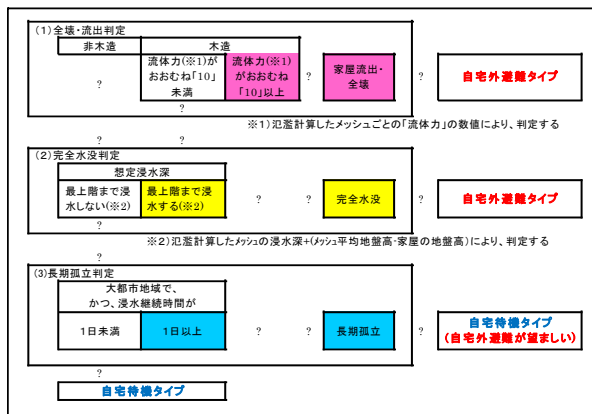 (1)全壊・流出判定
非木造
木造
流体力(※1)が
おおむね「10」
未満
流体力(※1)
がおおむね
「10」以上
?
家屋流出・
全壊
?
自宅外避難タイプ
?
?
※1)氾濫計算したメッシュごとの「流体力」の数値により、判定する
?
?
(2)完全水没判定
想定浸水深
最上階まで浸
水しない(※2)
最上階まで浸
水する(※2)
?
?
完全水没
?
自宅外避難タイプ
?
※2)氾濫計算したメッシュの浸水深+(メッシュ平均地盤高-家屋の地盤高)により、判定する
?
(3)長期孤立判定
大都市地域で、
かつ、浸水継続時間が
1日未満
1日以上
?
?
長期孤立
?
自宅待機タイプ
(自宅外避難が望ましい)
?
自宅待機タイプ